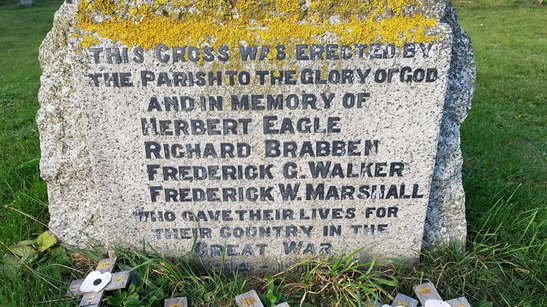 THIS CROSS WAS ERECTED BY
THE PARISH TO THE GLORY OF GOD
AND IN MEMORY OF
HERBERT EAGLE
RICHARD BRABBEN
FREDERICK G. WALKER
FREDERICK W. MARSHALL
WHO GAVE THEIR LIVES FOR
THEIR COUNTRY IN THE
GREAT WAR